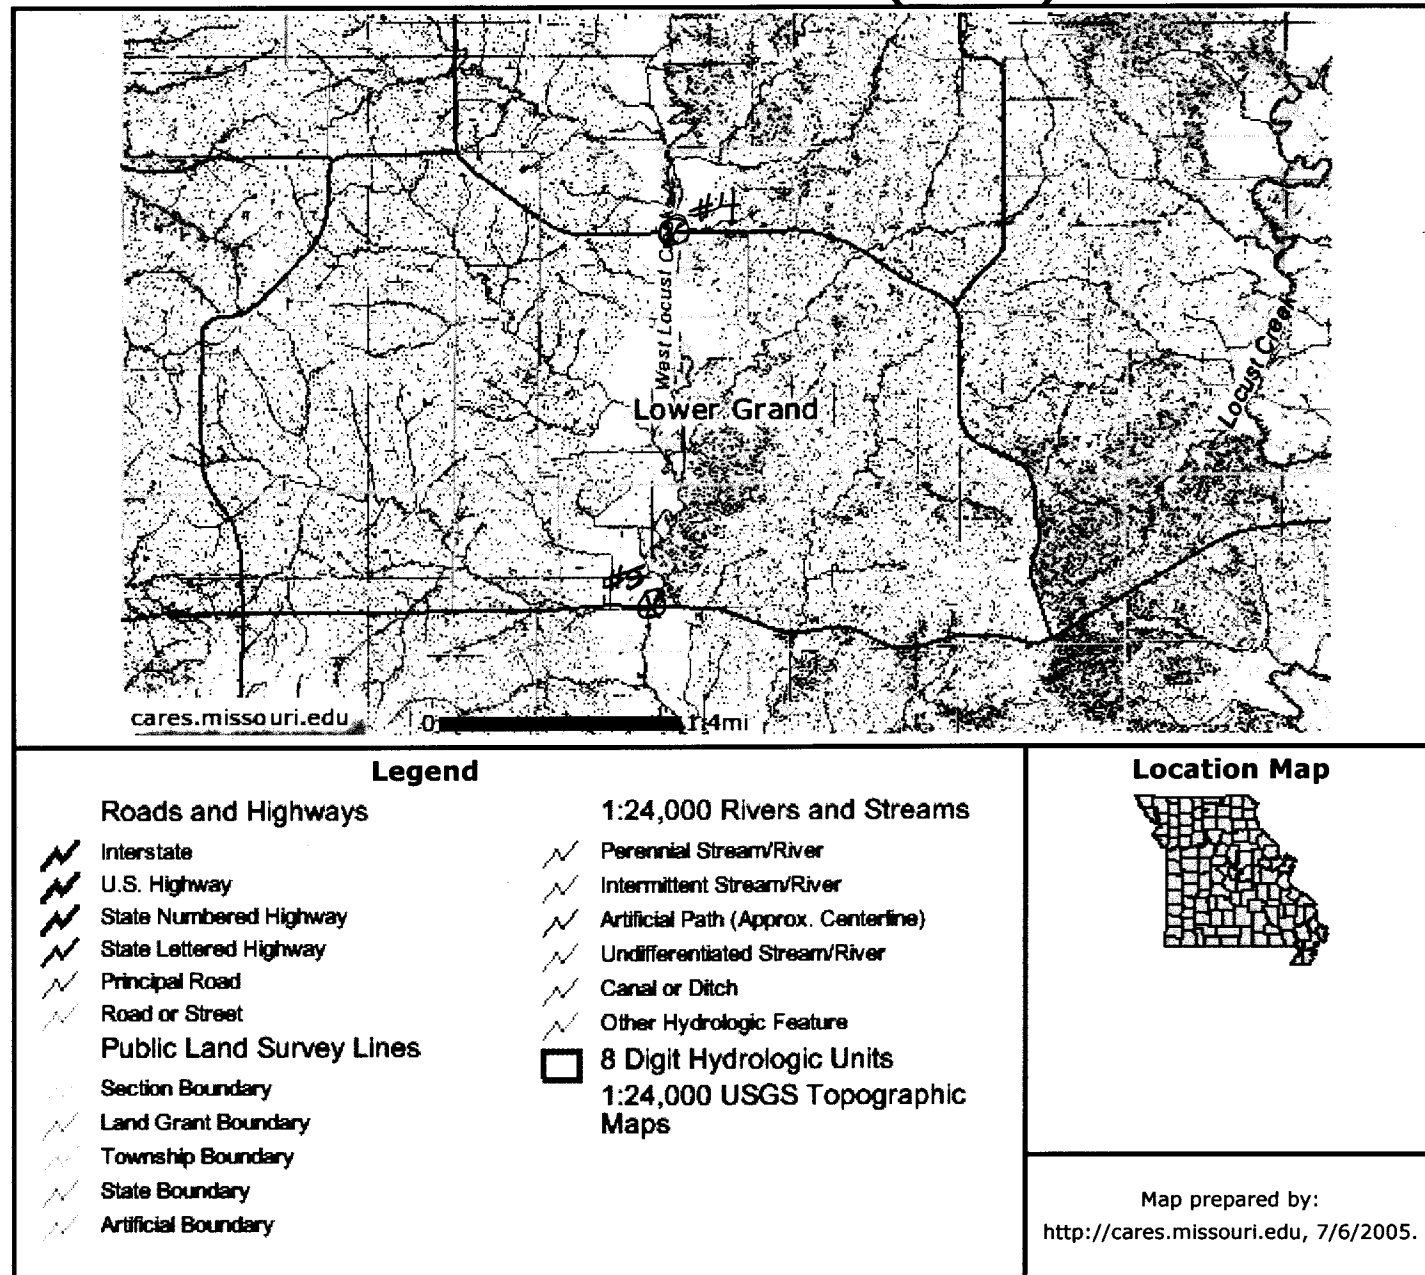 #4
West Locust C
Locust Creek
Lower Grand
#5
cares.missouri.edu
0 1.4mi
Legend
Roads and Highways
Interstate
U.S. Highway
State Numbered Highway
State Lettered Highway
Principal Road
Road or Street
Public Land Survey Lines
Section Boundary
Land Grant Boundary
Township Boundary
State Boundary
Artificial Boundary
1:24,000 Rivers and Streams
Perennial Stream/River
Intermittent Stream/River
Artificial Path (Approx. Centerline)
Undifferentiated Stream/River
Canal or Ditch
Other Hydrologic Feature
8 Digit Hydrologic Units
1:24,000 USGS Topographic
Maps
Location Map
Map prepared by:
http://cares.missouri.edu, 7/6/2005.